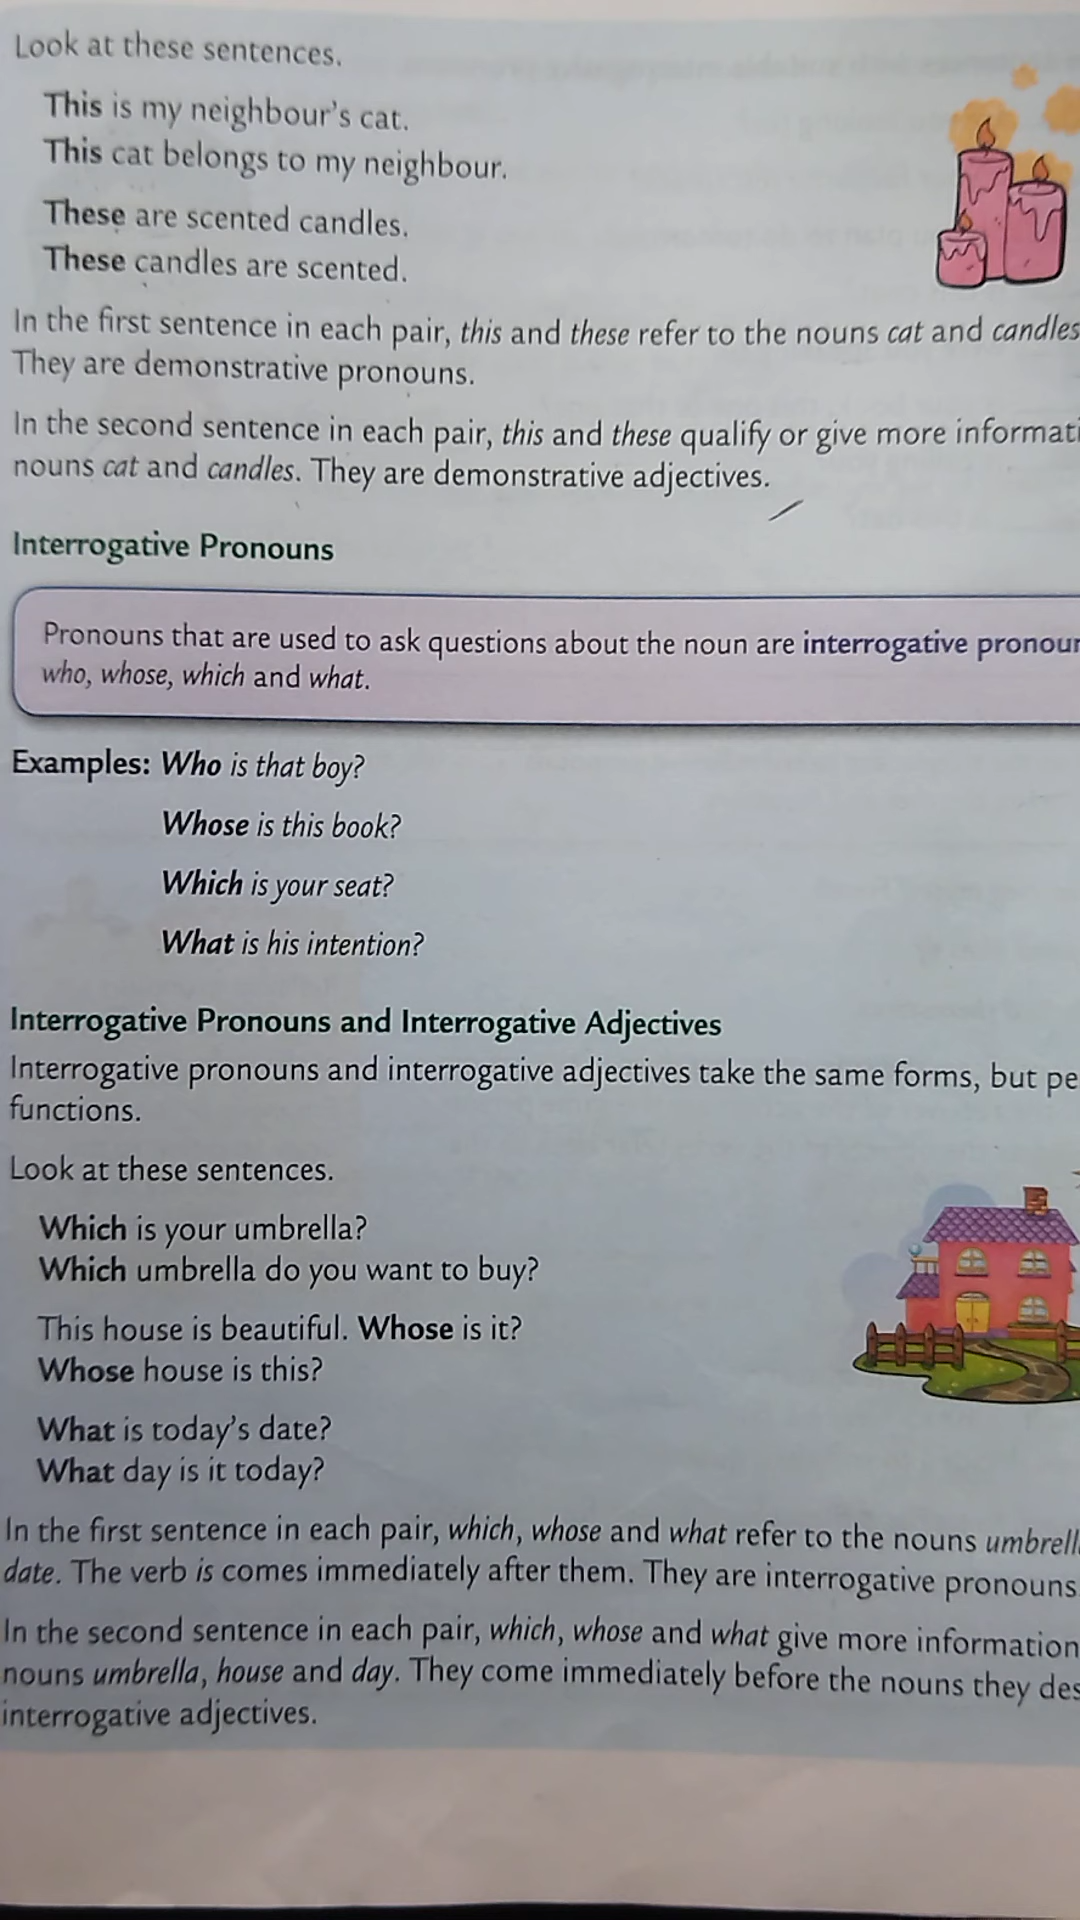 Look at these sentences.
This is my neighbour's cat.
This cat belongs to my neighbour.
These are scented candles.
These candles are scented.
In the first sentence in each pair, this and these refer to the nouns cat and candles
They are demonstrative pronouns.
In the second sentence in each pair, this and these qualify or give more informati
nouns cat and candles. They are demonstrative adjectives.
Interrogative Pronouns
Pronouns that are used to ask questions about the noun are interrogative pronour
who, whose, which and what.
Examples: Who is that boy?
Whose is this book?
Which is your seat?
What is his intention?
Interrogative Pronouns and Interrogative Adjectives
Interrogative pronouns and interrogative adjectives take the same forms, but pe
functions.
Look at these sentences.
Which is your umbrella?
Which umbrella do you want to buy?
This house is beautiful. Whose is it?
Whose house is this?
What is today's date?
What day is it today?
In the first sentence in each pair, which, whose and what refer to the nouns umbrell
date. The verb is comes immediately after them. They are interrogative pronouns
In the second sentence in each pair, which, whose and what give more information
nouns umbrella, house and day. They come immediately before the nouns they des
interrogative adjectives.